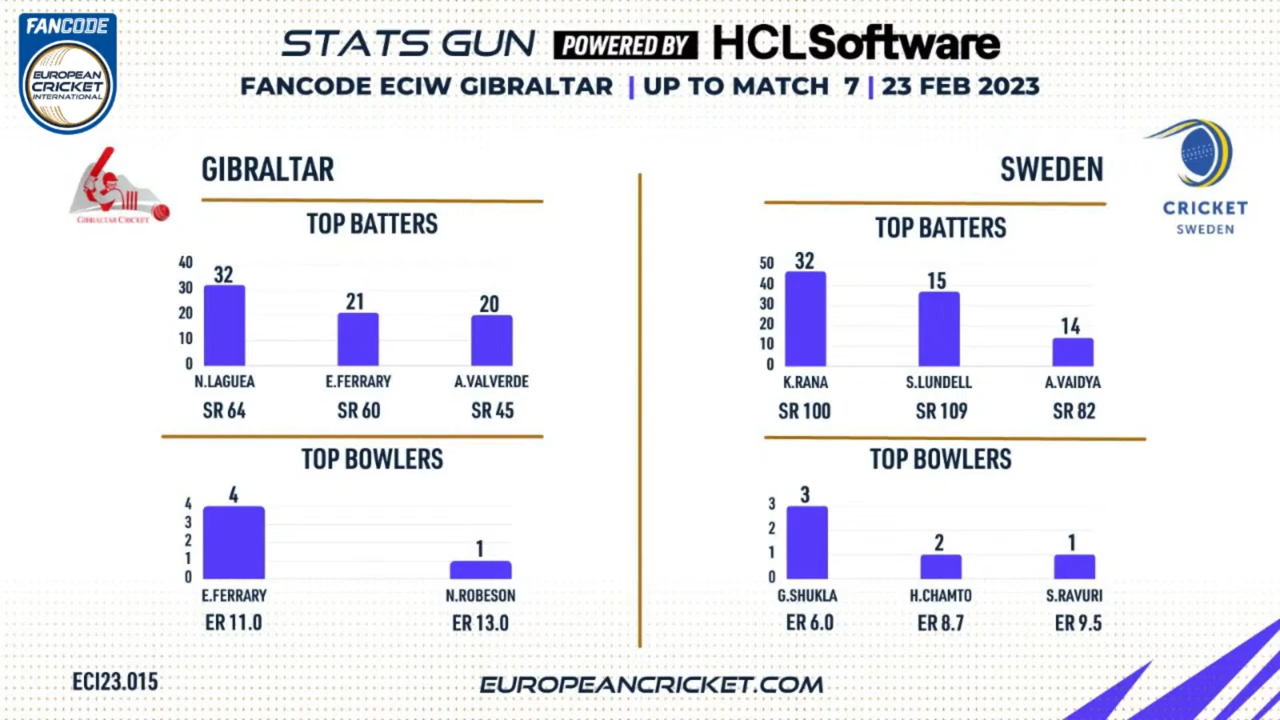 FANCODE
EUROPEAN
CRICKET
INTERNATIONAL
STATS GUN POWERED BY HCLSoftware
FANCODE ECIW GIBRALTAR | UP TO MATCH 7 | 23 FEB 2023
GIBRALTAR CRICKET
GIBRALTAR
TOP BATTERS
40
30
20
10
0
32
21
20
N.LAGUEA E.FERRARY A.VALVERDE
SR 64 SR 60 SR 45
TOP BOWLERS
4
3
2
1
0
4
1
E.FERRARY N.ROBESON
ER 11.0 ER 13.0
SWEDEN
CRICKET
SWEDEN
TOP BATTERS
50
40
30
20
10
0
32
15
14
K.RANA S.LUNDELL A.VAIDYA
SR 100 SR 109 SR 82
TOP BOWLERS
3
2
1
0
3
2
1
G.SHUKLA H.CHAMTO S.RAVURI
ER 6.0 ER 8.7 ER 9.5
ECI23.015
EUROPEANCRICKET.COM